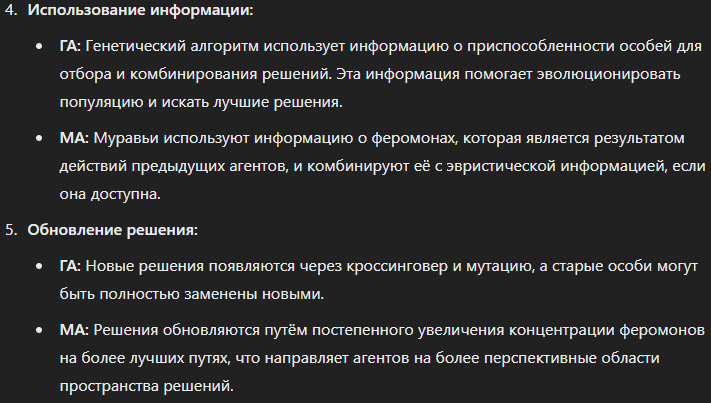 4. Использование информации:
• ГА: Генетический алгоритм использует информацию о приспособленности особей для
отбора и комбинирования решений. Эта информация помогает эволюционировать
популяцию и искать лучшие решения.
• МА: Муравьи используют информацию о феромонах, которая является результатом
действий предыдущих агентов, и комбинируют её с эвристической информацией, если
она доступна.
5. Обновление решения:
• ГА: Новые решения появляются через кроссинговер и мутацию, а старые особи могут
быть полностью заменены новыми.
• МА: Решения обновляются путём постепенного увеличения концентрации феромонов
на более лучших путях, что направляет агентов на более перспективные области
пространства решений.